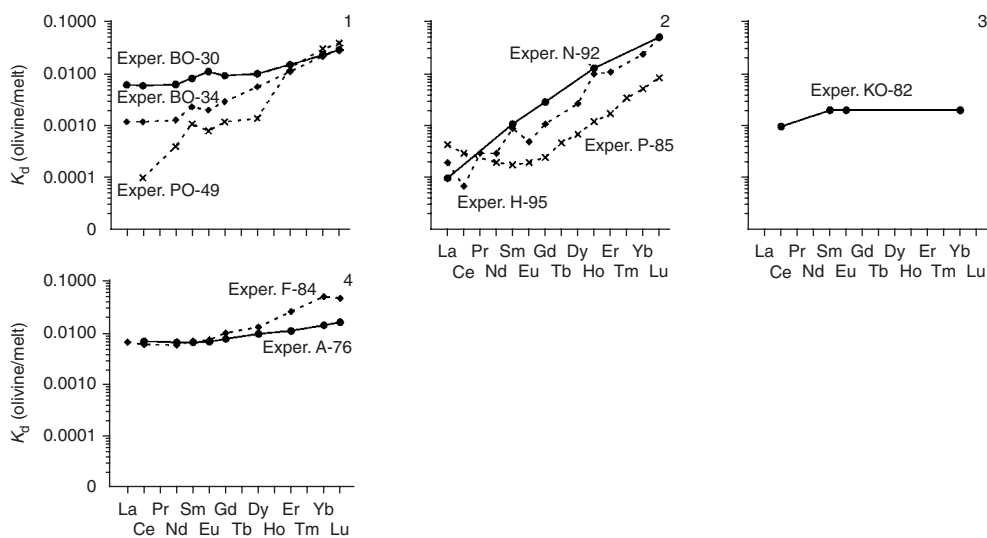 1
K_d (olivine/melt)
0.1000
0.0100
0.0010
0.0001
0
Exper. BO-30
Exper. BO-34
Exper. PO-49
2
Exper. N-92
Exper. P-85
Exper. H-95
La Pr Sm Gd Dy Er Yb
Ce Nd Eu Tb Ho Tm Lu
3
Exper. KO-82
La Pr Sm Gd Dy Er Yb
Ce Nd Eu Tb Ho Tm Lu
4
K_d (olivine/melt)
0.1000
0.0100
0.0010
0.0001
0
Exper. F-84
Exper. A-76
La Pr Sm Gd Dy Er Yb
Ce Nd Eu Tb Ho Tm Lu